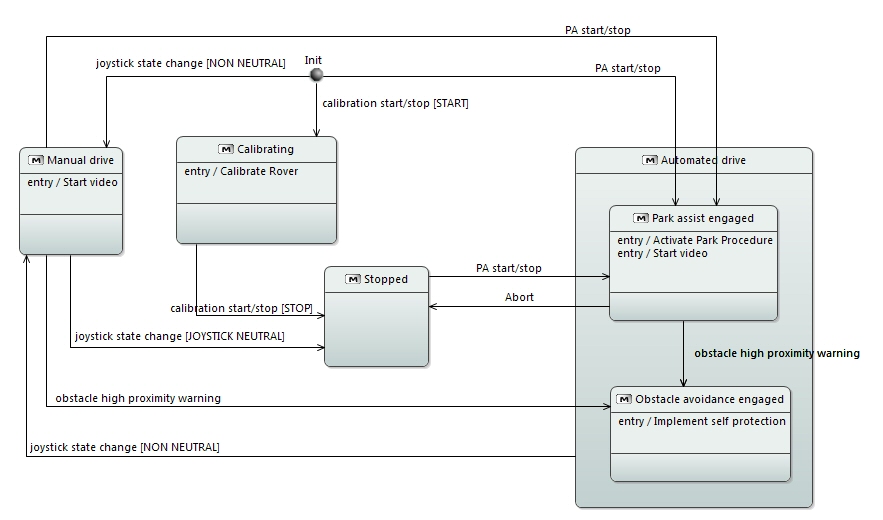 PA start/stop
Init
joystick state change [NON NEUTRAL]
PA start/stop
calibration start/stop [START]
M Manual drive
entry / Start video
M Calibrating
entry / Calibrate Rover
M Automated drive
M Park assist engaged
entry / Activate Park Procedure
entry / Start video
M Stopped
PA start/stop
Abort
calibration start/stop [STOP]
joystick state change [JOYSTICK NEUTRAL]
obstacle high proximity warning
obstacle high proximity warning
M Obstacle avoidance engaged
entry / Implement self protection
joystick state change [NON NEUTRAL]